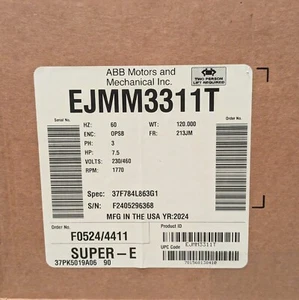 ABB Motors and
Mechanical Inc.
TWO PERSON
LIFT REQUIRED
EJMM3311T
HZ: 60
WT: 120.000
ENC: OPSB
FR: 213JM
PH: 3
HP: 7.5
VOLTS: 230/460
RPM: 1770
Spec: 37F784L863G1
S/N: F2405296368
MFG IN THE USA YR:2024
Order No.
F0524/4411
SUPER-E
37PK5019A06 90
Product ID
UPC Code
EJMM3311T